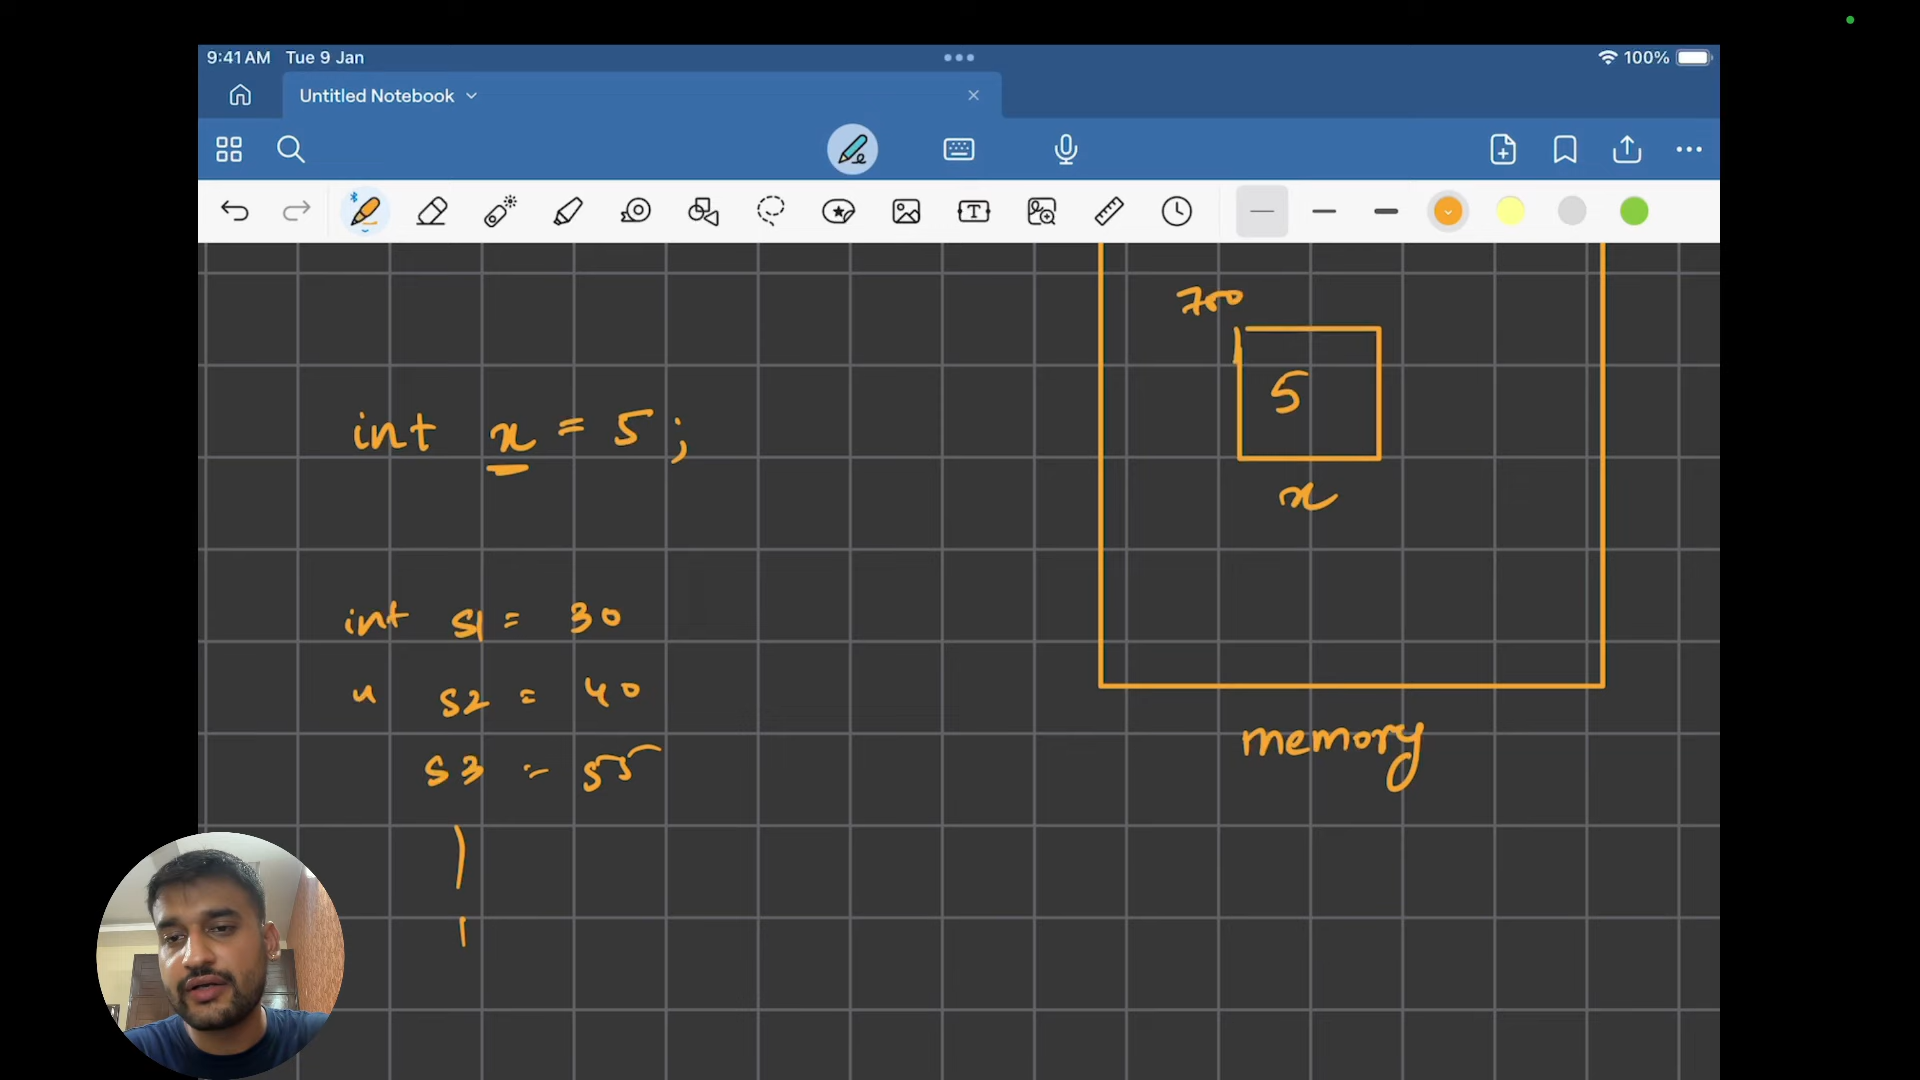 9:41 AM Tue 9 Jan
100%
Untitled Notebook
700
5
int x = 5 ;
x
int s1 = 30
" s2 = 40
s3 = 55
memory